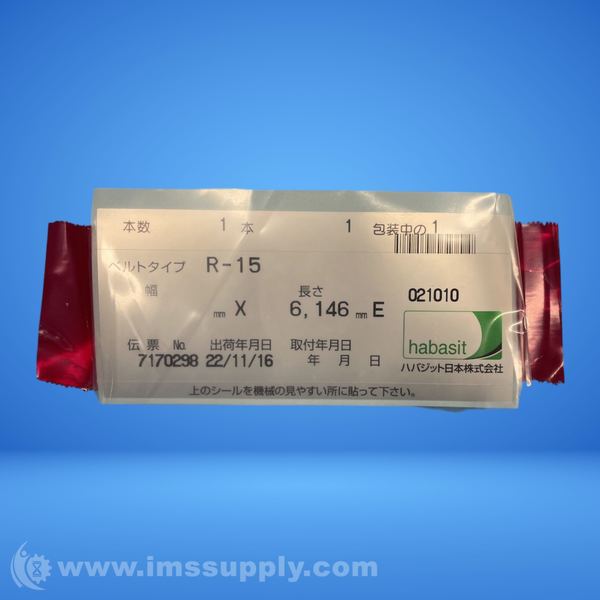 本数 1 本 1 包装中の 1
ベルトタイプ R-15
幅 長さ 021010
mm X 6,146 mm E
habasit
伝票 No. 出荷年月日 取付年月日
ハバジット日本株式会社
7170298 22/11/16 年 月 日
上のシールを機械の見やすい所に貼って下さい。
www.imssupply.com